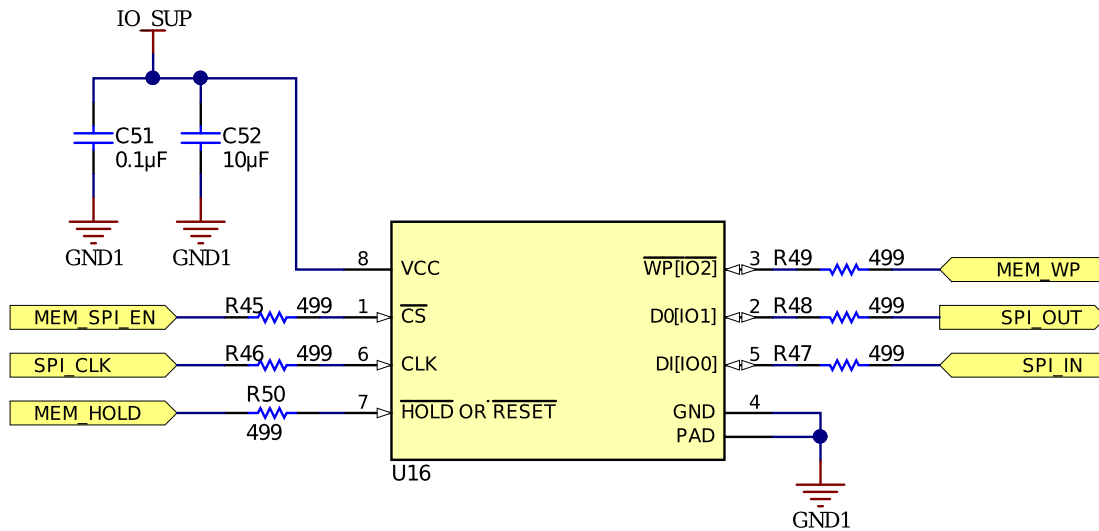 IO_SUP
C51
0.1µF
C52
10µF
GND1
GND1
8
VCC
WP[IO2]
3
R49
499
MEM_WP
MEM_SPI_EN
R45
499
1
CS
D0[IO1]
2
R48
499
SPI_OUT
SPI_CLK
R46
499
6
CLK
DI[IO0]
5
R47
499
SPI_IN
MEM_HOLD
R50
499
7
HOLD OR RESET
GND
4
PAD
U16
GND1